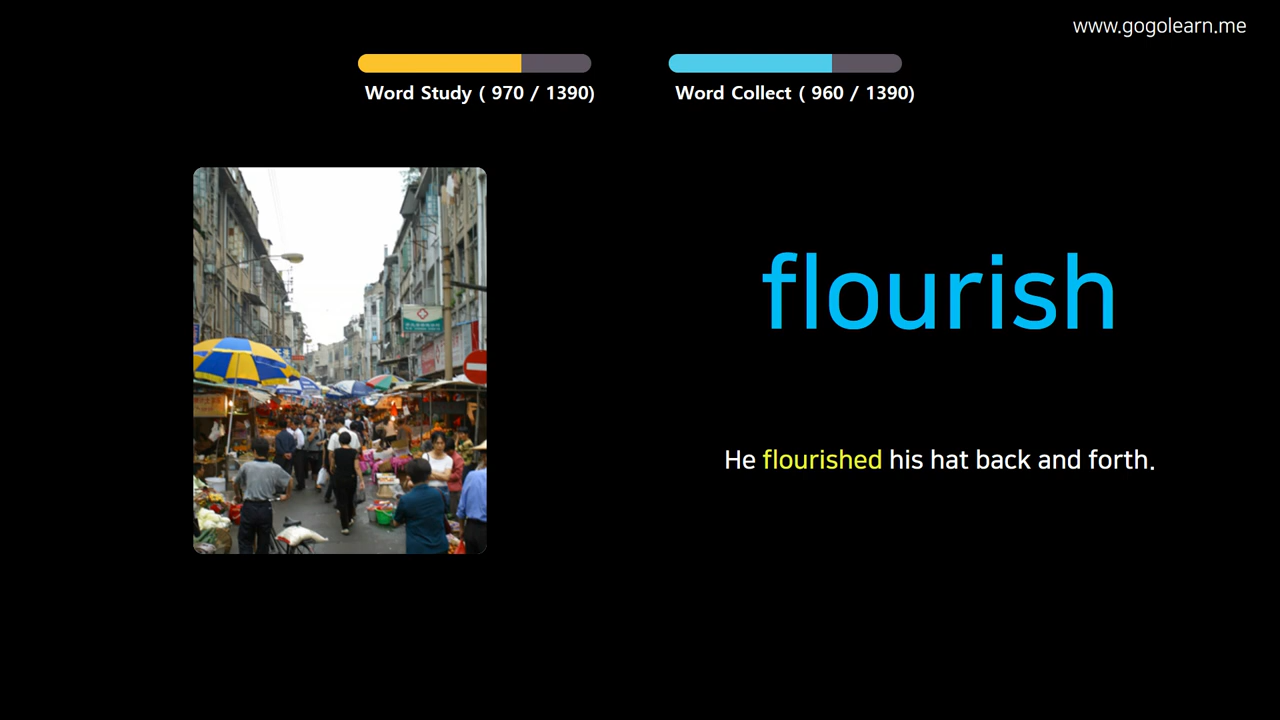 www.gogolearn.me
Word Study ( 970 / 1390)
Word Collect ( 960 / 1390)
flourish
He flourished his hat back and forth.